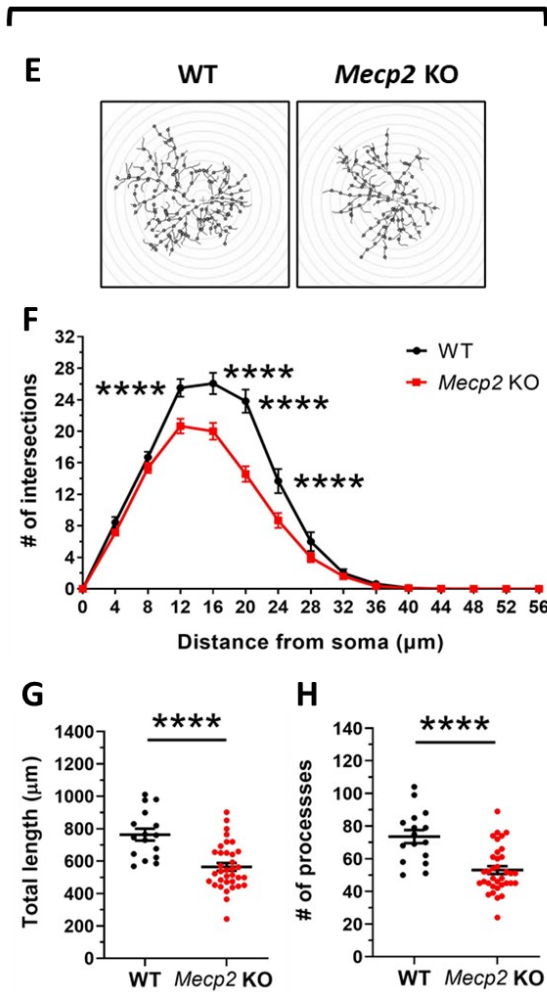 E
WT
Mecp2 KO
F
32
28
24
20
16
12
8
4
0
# of intersections
****
****
****
****
WT
Mecp2 KO
0 4 8 12 16 20 24 28 32 36 40 44 48 52 56
Distance from soma (µm)
G
****
1400
1200
1000
800
600
400
200
0
Total length (µm)
WT Mecp2 KO
H
****
140
120
100
80
60
40
20
0
# of processses
WT Mecp2 KO